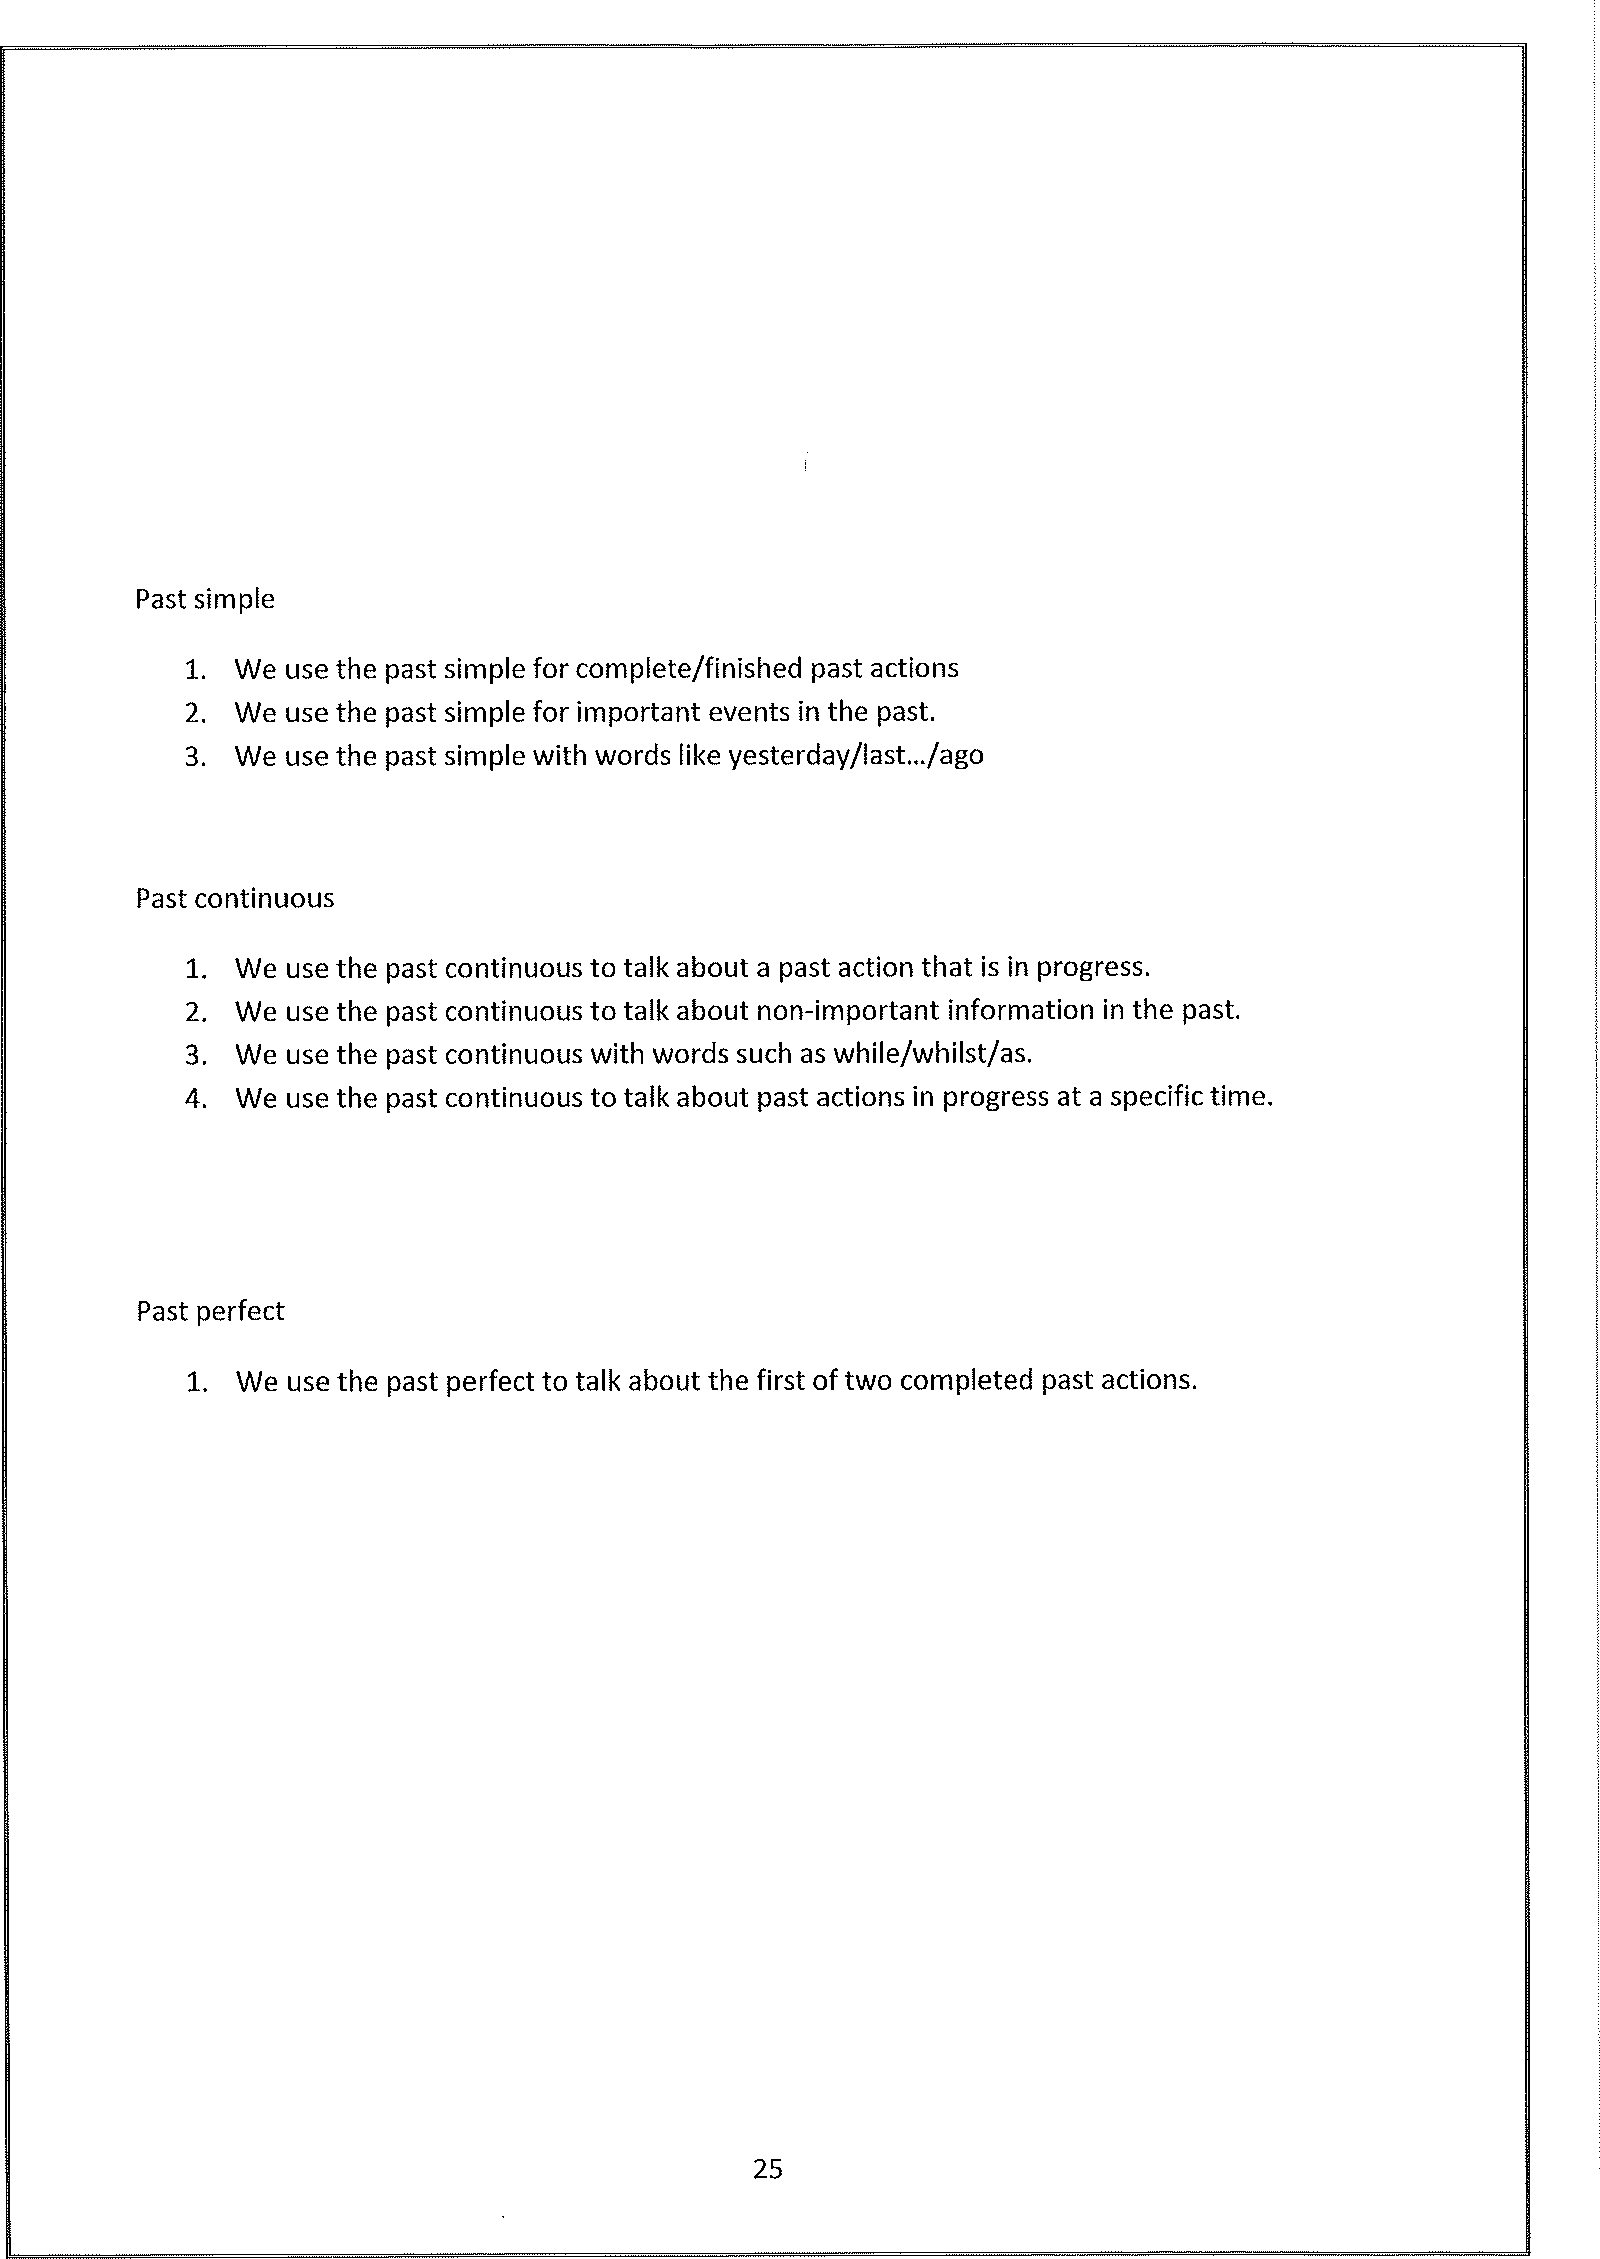 Past simple
1. We use the past simple for complete/finished past actions
2. We use the past simple for important events in the past.
3. We use the past simple with words like yesterday/last.../ago
Past continuous
1. We use the past continuous to talk about a past action that is in progress.
2. We use the past continuous to talk about non-important information in the past.
3. We use the past continuous with words such as while/whilst/as.
4. We use the past continuous to talk about past actions in progress at a specific time.
Past perfect
1. We use the past perfect to talk about the first of two completed past actions.
25